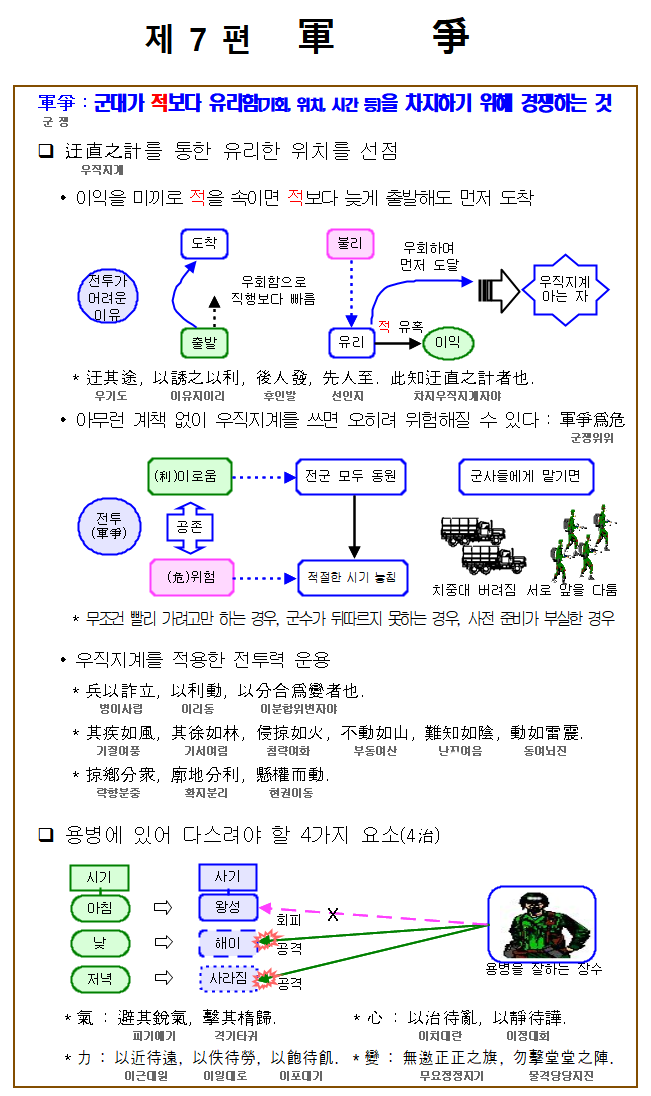 제 7 편 軍 爭
軍爭 : 군대가 적보다 유리함(기회, 위치, 시간 등)을 차지하기 위해 경쟁하는 것
군 쟁
❑ 迂直之計를 통한 유리한 위치를 선점
우직지계
• 이익을 미끼로 적을 속이면 적보다 늦게 출발해도 먼저 도착
전투가
어려운
이유
도착
우회함으로
직행보다 빠름
출발
불리
우회하며
먼저 도달
유리
적 유혹
이익
우직지계
아는 자
* 迂其途, 以誘之以利, 後人發, 先人至. 此知迂直之計者也.
우기도 이유지이리 후인발 선인지 차지우직지계자야
• 아무런 계책 없이 우직지계를 쓰면 오히려 위험해질 수 있다 : 軍爭爲危
군쟁위위
전투
(軍爭)
(利)이로움
공존
(危)위험
전군 모두 동원
적절한 시기 놓침
군사들에게 맡기면
치중대 버려짐 서로 앞을 다툼
* 무조건 빨리 가려고만 하는 경우, 군수가 뒤따르지 못하는 경우, 사전 준비가 부실한 경우
• 우직지계를 적용한 전투력 운용
* 兵以詐立, 以利動, 以分合爲變者也.
병이사립 이리동 이분합위변자야
* 其疾如風, 其徐如林, 侵掠如火, 不動如山, 難知如陰, 動如雷震.
기질여풍 기서여림 침략여화 부동여산 난지여음 동여뇌진
* 掠鄕分衆, 廓地分利, 懸權而動.
략향분중 확지분리 현권이동
❑ 용병에 있어 다스려야 할 4가지 요소(4治)
시기 사기
아침 ⇨ 왕성
낮 ⇨ 해이
저녁 ⇨ 사라짐
회피 X
공격
공격
용병을 잘하는 장수
* 氣 : 避其銳氣, 擊其惰歸. * 心 : 以治待亂, 以靜待譁.
피기예기 격기타귀 이치대란 이정대화
* 力 : 以近待遠, 以佚待勞, 以飽待飢. * 變 : 無邀正正之旗, 勿擊堂堂之陣.
이근대원 이일대로 이포대기 무요정정지기 물격당당지진